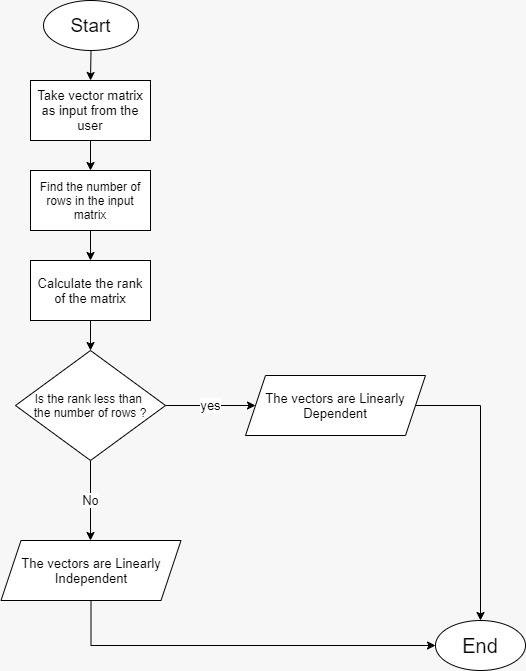 Start
Take vector matrix
as input from the
user
Find the number of
rows in the input
matrix
Calculate the rank
of the matrix
Is the rank less than
the number of rows ?
yes
The vectors are Linearly
Dependent
No
The vectors are Linearly
Independent
End